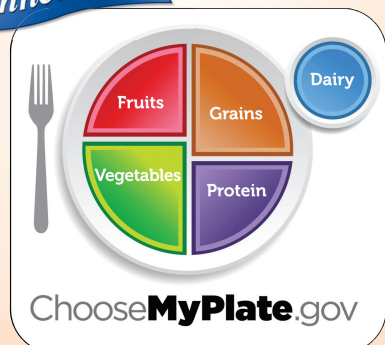 Dairy
Fruits
Grains
Vegetables
Protein
ChooseMyPlate.gov